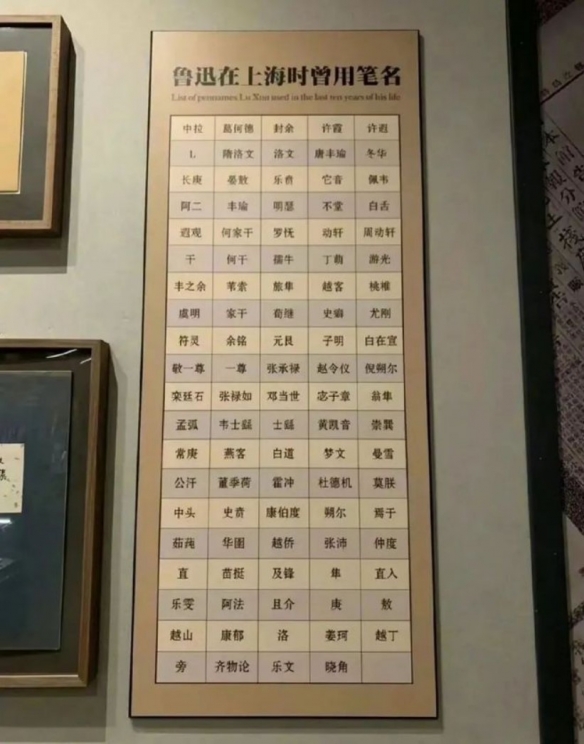 鲁迅在上海时曾用笔名
List of pennames Lu Xun used in the last ten years of his life
中拉 葛何德 封余 许霞 许遐
L 隋洛文 洛文 唐丰瑜 冬华
长庚 晏敖 乐贲 它音 佩韦
阿二 丰瑜 明瑟 不堂 白舌
遐观 何家干 罗怃 动轩 周动轩
干 何干 孺牛 丁萌 游光
丰之余 苇索 旅隼 越客 桃椎
虞明 家干 荀继 史癖 尤刚
符灵 余铭 元艮 子明 白在宣
敬一尊 一尊 张承禄 赵令仪 倪朔尔
栾廷石 张禄如 邓当世 宓子章 翁隼
孟弧 韦士繇 士繇 黄凯音 崇巽
常庚 燕客 白道 梦文 曼雪
公汗 董季荷 霍冲 杜德机 莫朕
中头 史贲 康伯度 朔尔 焉于
茹莼 华圉 越侨 张沛 仲度
直 苗挺 及锋 隼 直入
乐雯 阿法 且介 庚 敖
越山 康郁 洛 姜珂 越丁
旁 齐物论 乐文 晓角